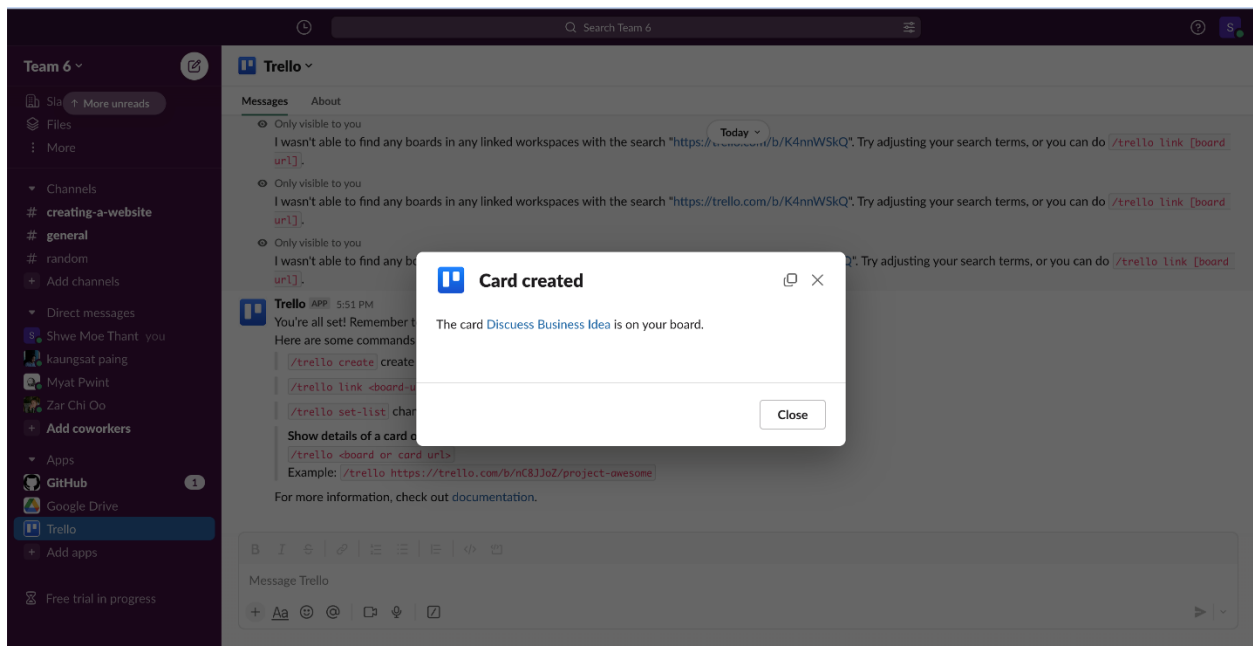 Search Team 6
S
Team 6
Trello
Sla
↑ More unreads
Files
More
Channels
# creating-a-website
# general
# random
+ Add channels
Direct messages
S Shwe Moe Thant you
kaungsat paing
Myat Pwint
Zar Chi Oo
+ Add coworkers
Apps
GitHub 1
Google Drive
Trello
+ Add apps
Free trial in progress
Messages About
Today
Only visible to you
I wasn't able to find any boards in any linked workspaces with the search "https:/ /b/K4nnWSkQ". Try adjusting your search terms, or you can do /trello link [board
url].
Only visible to you
I wasn't able to find any boards in any linked workspaces with the search "https://trello.com/b/K4nnWSkQ". Try adjusting your search terms, or you can do /trello link [board
url].
Only visible to you
I wasn't able to find any bo Q". Try adjusting your search terms, or you can do /trello link [board
url].
Trello APP 5:51 PM
You're all set! Remember t
Here are some commands
/trello create create
/trello link <board-u
/trello set-list chan
Show details of a card o
/trello <board or card url>
Example: /trello https://trello.com/b/nC8JJoZ/project-awesome
For more information, check out documentation.
Card created
The card Discuess Business Idea is on your board.
Close
B I S
Message Trello
+ Aa @